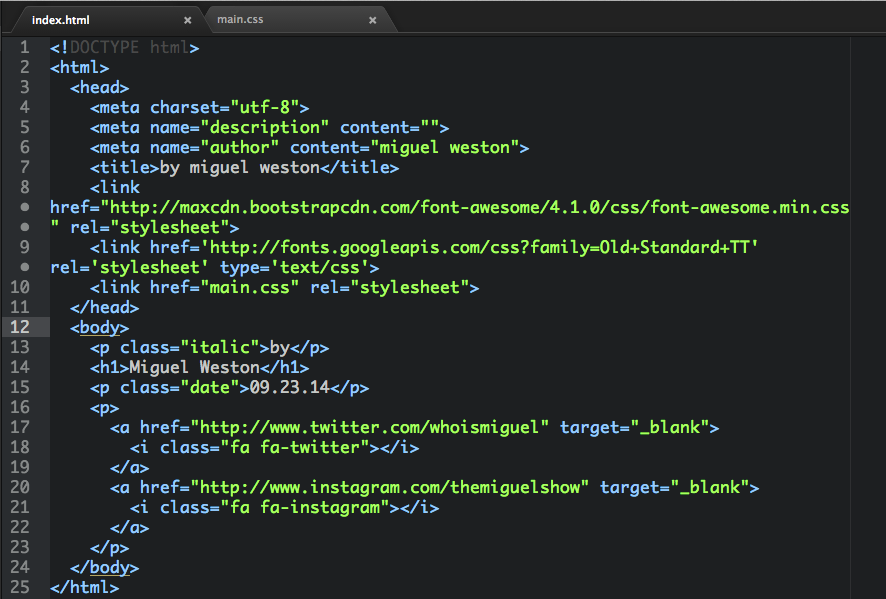 index.html × main.css ×
1 <!DOCTYPE html>
2 <html>
3   <head>
4     <meta charset="utf-8">
5     <meta name="description" content="">
6     <meta name="author" content="miguel weston">
7     <title>by miguel weston</title>
8     <link
• href="http://maxcdn.bootstrapcdn.com/font-awesome/4.1.0/css/font-awesome.min.css
• " rel="stylesheet">
9     <link href='http://fonts.googleapis.com/css?family=Old+Standard+TT'
• rel='stylesheet' type='text/css'>
10     <link href="main.css" rel="stylesheet">
11   </head>
12   <body>
13     <p class="italic">by</p>
14     <h1>Miguel Weston</h1>
15     <p class="date">09.23.14</p>
16     <p>
17       <a href="http://www.twitter.com/whoismiguel" target="_blank">
18         <i class="fa fa-twitter"></i>
19       </a>
20       <a href="http://www.instagram.com/themiguelshow" target="_blank">
21         <i class="fa fa-instagram"></i>
22       </a>
23     </p>
24   </body>
25 </html>